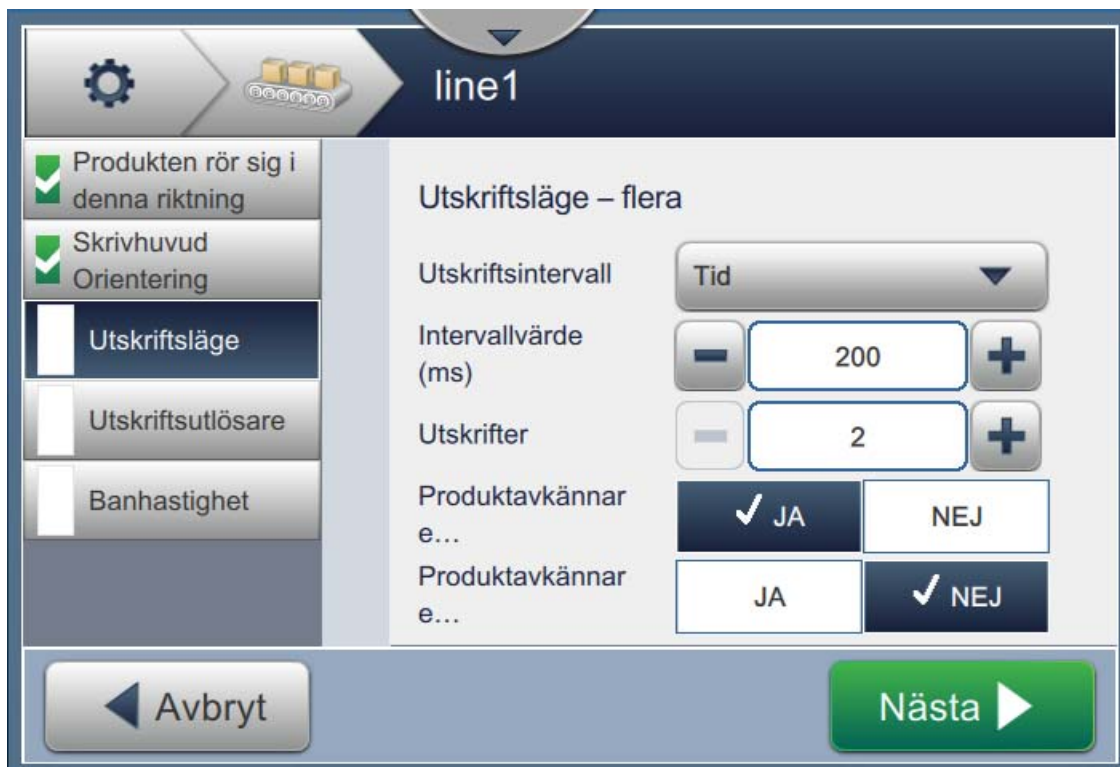 line1
Produkten rör sig i
denna riktning
Skrivhuvud
Orientering
Utskriftsläge
Utskriftsutlösare
Banhastighet
Utskriftsläge – flera
Utskriftsintervall
Tid
Intervallvärde
(ms)
200
Utskrifter
2
Produktavkännar
e...
JA
NEJ
Produktavkännar
e...
JA
NEJ
Avbryt
Nästa